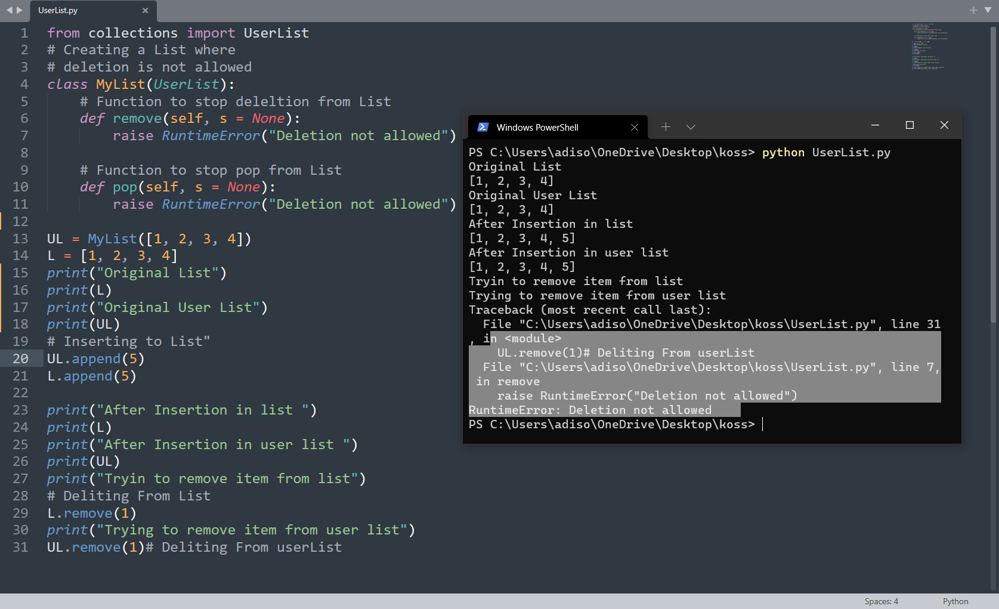 UserList.py
1 from collections import UserList
2 # Creating a List where
3 # deletion is not allowed
4 class MyList(UserList):
5 # Function to stop deleltion from List
6 def remove(self, s = None):
7 raise RuntimeError("Deletion not allowed")
8
9 # Function to stop pop from List
10 def pop(self, s = None):
11 raise RuntimeError("Deletion not allowed")
12
13 UL = MyList([1, 2, 3, 4])
14 L = [1, 2, 3, 4]
15 print("Original List")
16 print(L)
17 print("Original User List")
18 print(UL)
19 # Inserting to List"
20 UL.append(5)
21 L.append(5)
22
23 print("After Insertion in list ")
24 print(L)
25 print("After Insertion in user list ")
26 print(UL)
27 print("Tryin to remove item from list")
28 # Deliting From List
29 L.remove(1)
30 print("Trying to remove item from user list")
31 UL.remove(1)# Deliting From userList
Windows PowerShell
PS C:\Users\adiso\OneDrive\Desktop\koss> python UserList.py
Original List
[1, 2, 3, 4]
Original User List
[1, 2, 3, 4]
After Insertion in list
[1, 2, 3, 4, 5]
After Insertion in user list
[1, 2, 3, 4, 5]
Tryin to remove item from list
Trying to remove item from user list
Traceback (most recent call last):
File "C:\Users\adiso\OneDrive\Desktop\koss\UserList.py", line 31
, in <module>
UL.remove(1)# Deliting From userList
File "C:\Users\adiso\OneDrive\Desktop\koss\UserList.py", line 7,
in remove
raise RuntimeError("Deletion not allowed")
RuntimeError: Deletion not allowed
PS C:\Users\adiso\OneDrive\Desktop\koss>
Spaces: 4
Python